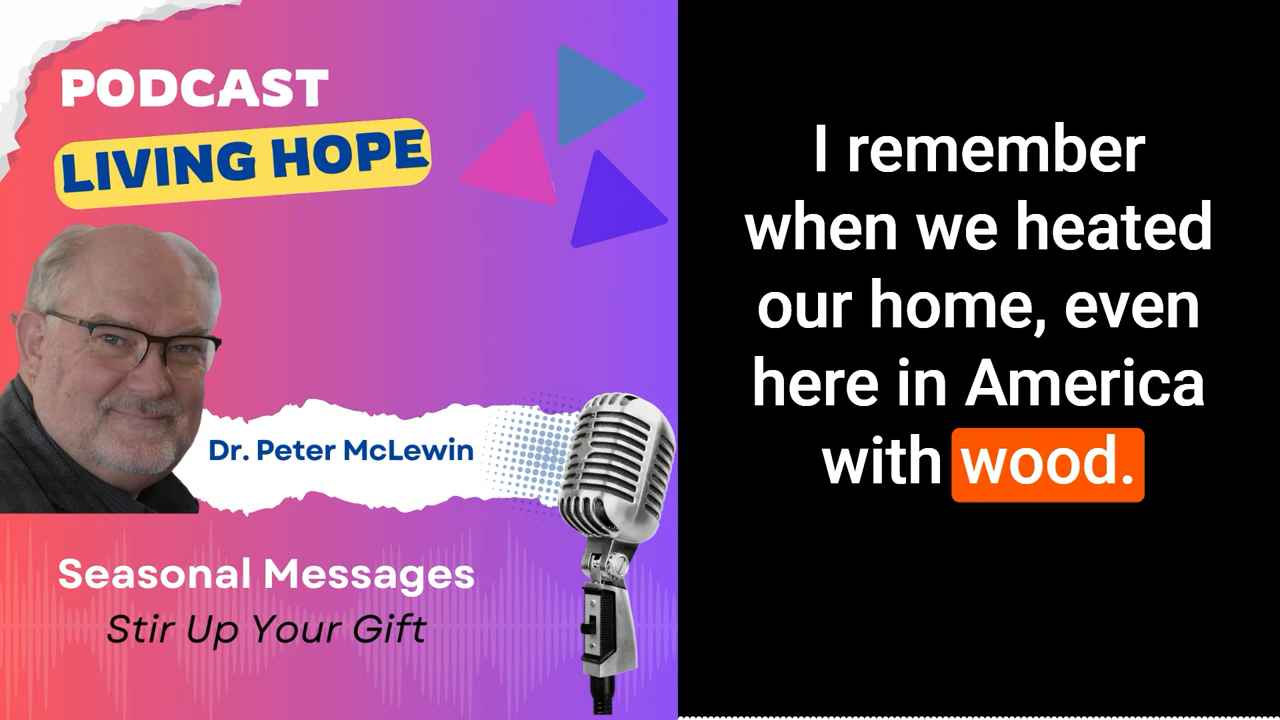 PODCAST
LIVING HOPE
Dr. Peter McLewin
Seasonal Messages
Stir Up Your Gift
I remember
when we heated
our home, even
here in America
with wood.